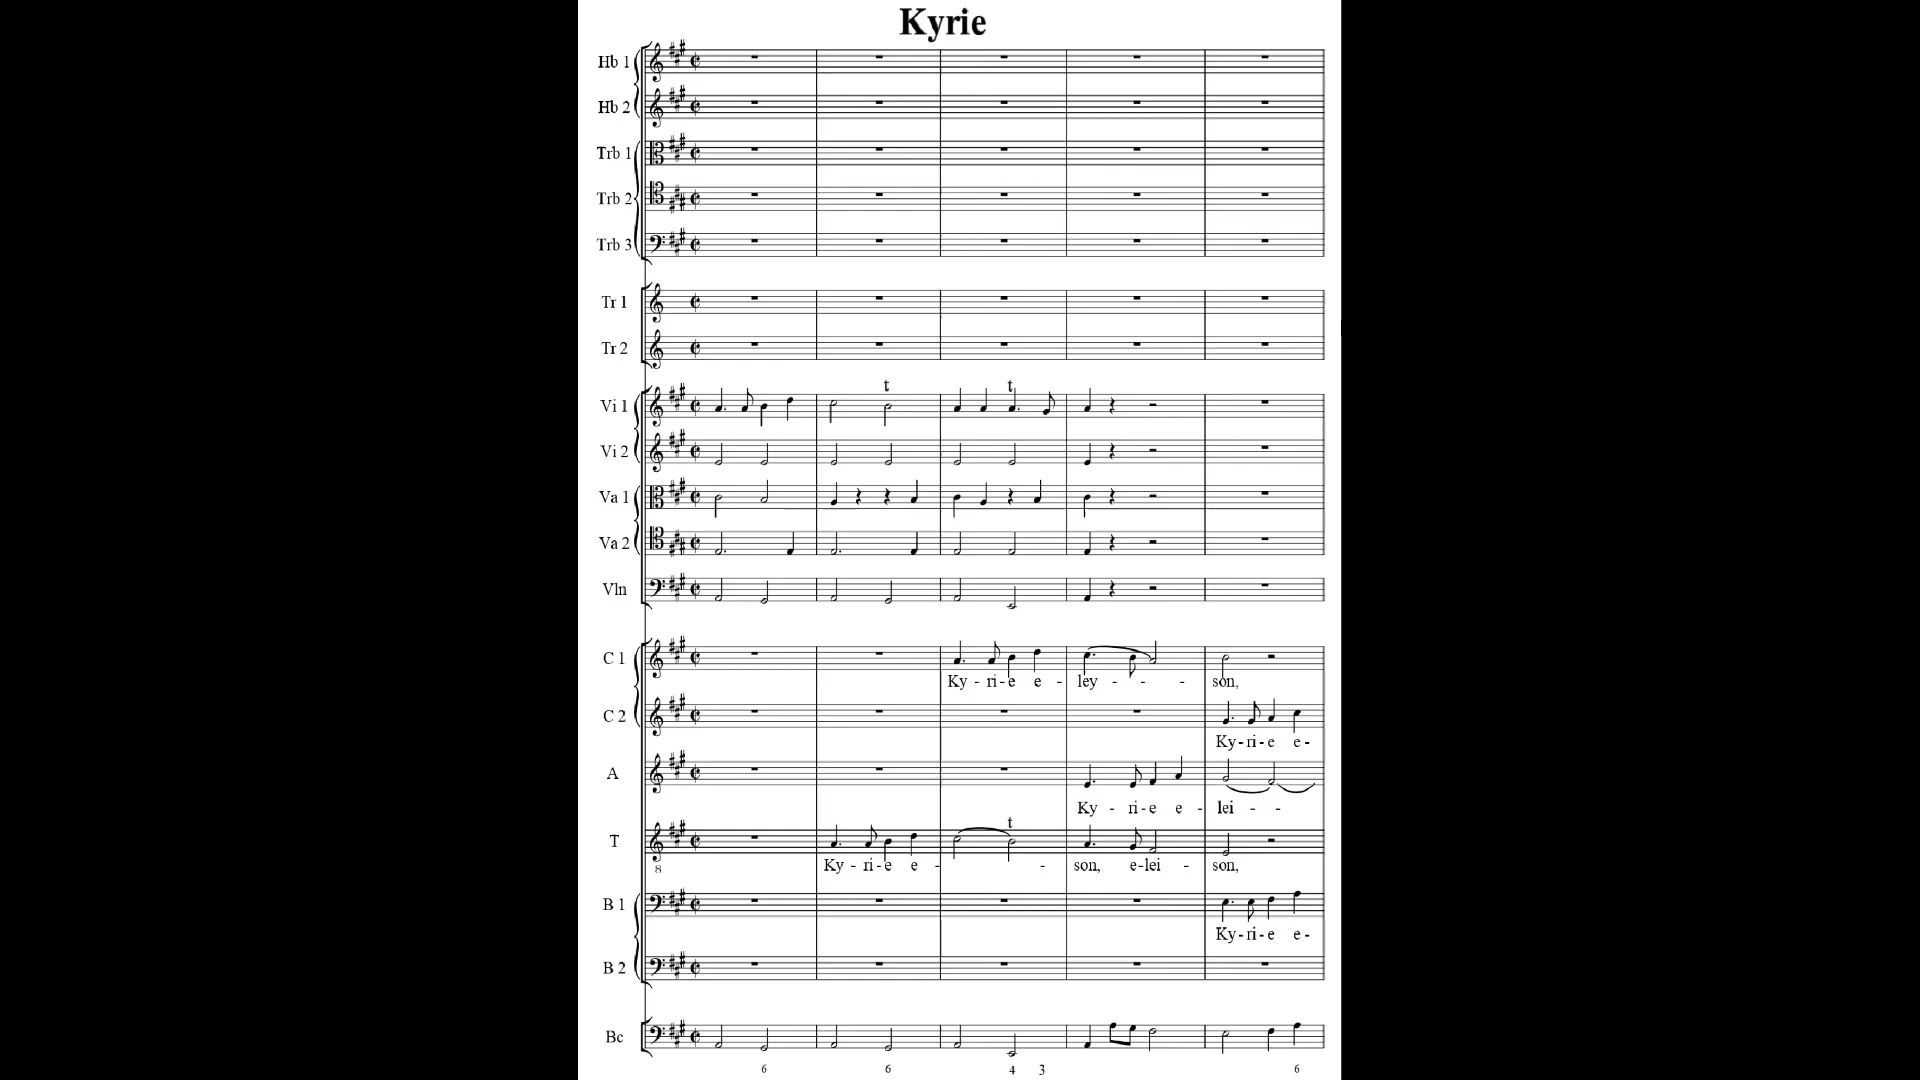 Kyrie
Hb 1
Hb 2
Trb 1
Trb 2
Trb 3
Tr 1
Tr 2
t t
Vi 1
Vi 2
Va 1
Va 2
Vln
C 1
Ky - ri - e e - ley - - - son,
C 2
Ky - ri - e e -
A
Ky - ri - e e - lei - -
t
T
8
Ky - ri - e e - - son, e - lei - son,
B 1
Ky - ri - e e -
B 2
Bc
6 6 4 3 6